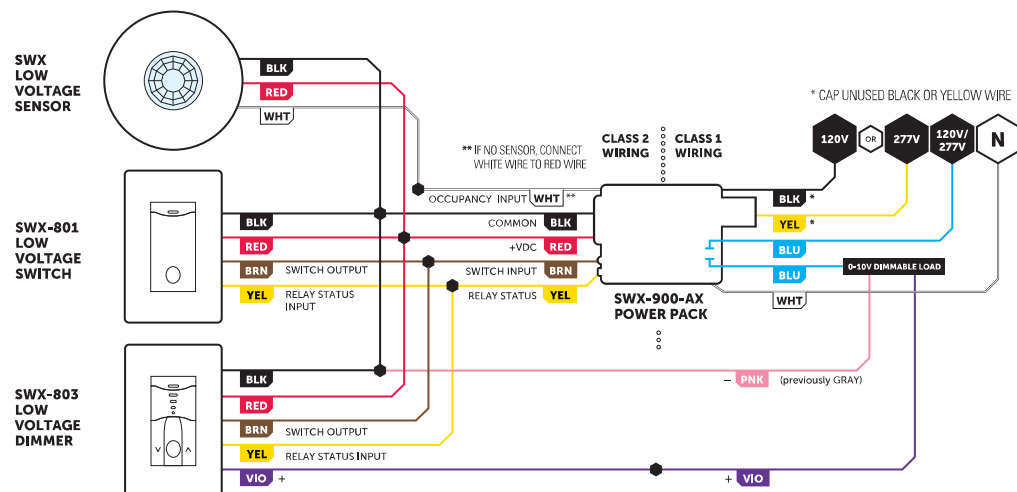 SWX
LOW
VOLTAGE
SENSOR
BLK
RED
WHT
* CAP UNUSED BLACK OR YELLOW WIRE
120V
OR
277V
120V/
277V
N
** IF NO SENSOR, CONNECT
WHITE WIRE TO RED WIRE
CLASS 2
WIRING
CLASS 1
WIRING
OCCUPANCY INPUT WHT **
BLK *
YEL *
BLU
BLU
0-10V DIMMABLE LOAD
WHT
SWX-801
LOW
VOLTAGE
SWITCH
BLK
RED
BRN SWITCH OUTPUT
YEL RELAY STATUS
INPUT
COMMON BLK
+VDC RED
SWITCH INPUT BRN
RELAY STATUS YEL
SWX-900-AX
POWER PACK
SWX-803
LOW
VOLTAGE
DIMMER
BLK
RED
BRN SWITCH OUTPUT
YEL RELAY STATUS INPUT
VIO +
– PNK (previously GRAY)
+ VIO